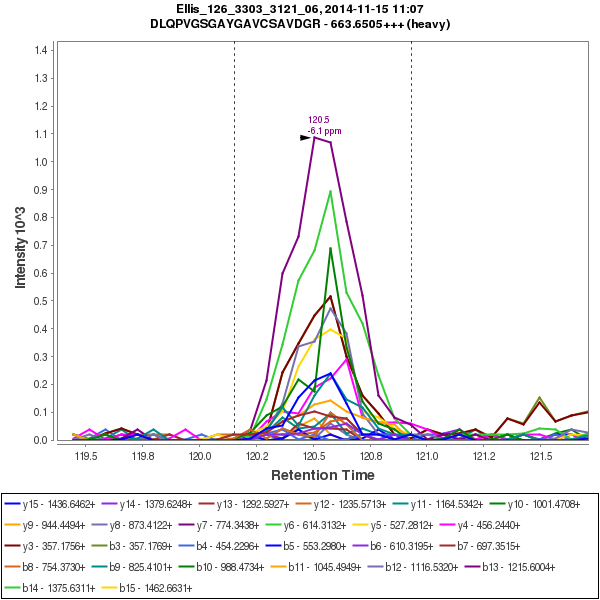 Ellis_126_3303_3121_06, 2014-11-15 11:07
DLQPVGSGAYGAVCSAVDGR - 663.6505+++ (heavy)
Intensity 10^3
1.4
1.3
1.2
1.1
1.0
0.9
0.8
0.7
0.6
0.5
0.4
0.3
0.2
0.1
0.0
120.5
-6.1 ppm
119.5 119.8 120.0 120.2 120.5 120.8 121.0 121.2 121.5
Retention Time
y15 - 1436.6462+ y14 - 1379.6248+ y13 - 1292.5927+ y12 - 1235.5713+ y11 - 1164.5342+ y10 - 1001.4708+
y9 - 944.4494+ y8 - 873.4122+ y7 - 774.3438+ y6 - 614.3132+ y5 - 527.2812+ y4 - 456.2440+
y3 - 357.1756+ b3 - 357.1769+ b4 - 454.2296+ b5 - 553.2980+ b6 - 610.3195+ b7 - 697.3515+
b8 - 754.3730+ b9 - 825.4101+ b10 - 988.4734+ b11 - 1045.4949+ b12 - 1116.5320+ b13 - 1215.6004+
b14 - 1375.6311+ b15 - 1462.6631+